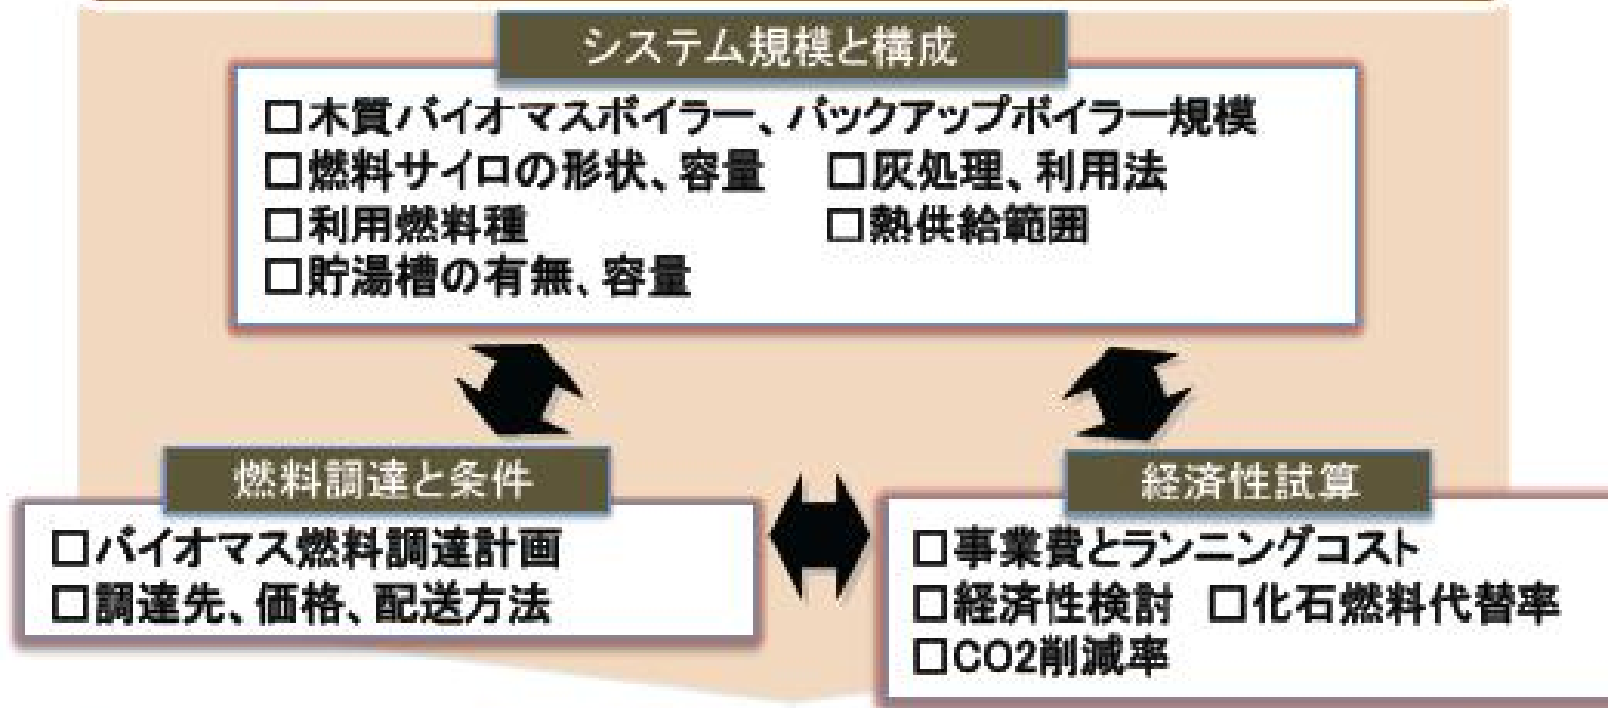 システム規模と構成
□木質バイオマスボイラー、バックアップボイラー規模
□燃料サイロの形状、容量 □灰処理、利用法
□利用燃料種 □熱供給範囲
□貯湯槽の有無、容量
燃料調達と条件
□バイオマス燃料調達計画
□調達先、価格、配送方法
経済性試算
□事業費とランニングコスト
□経済性検討 □化石燃料代替率
□CO2削減率